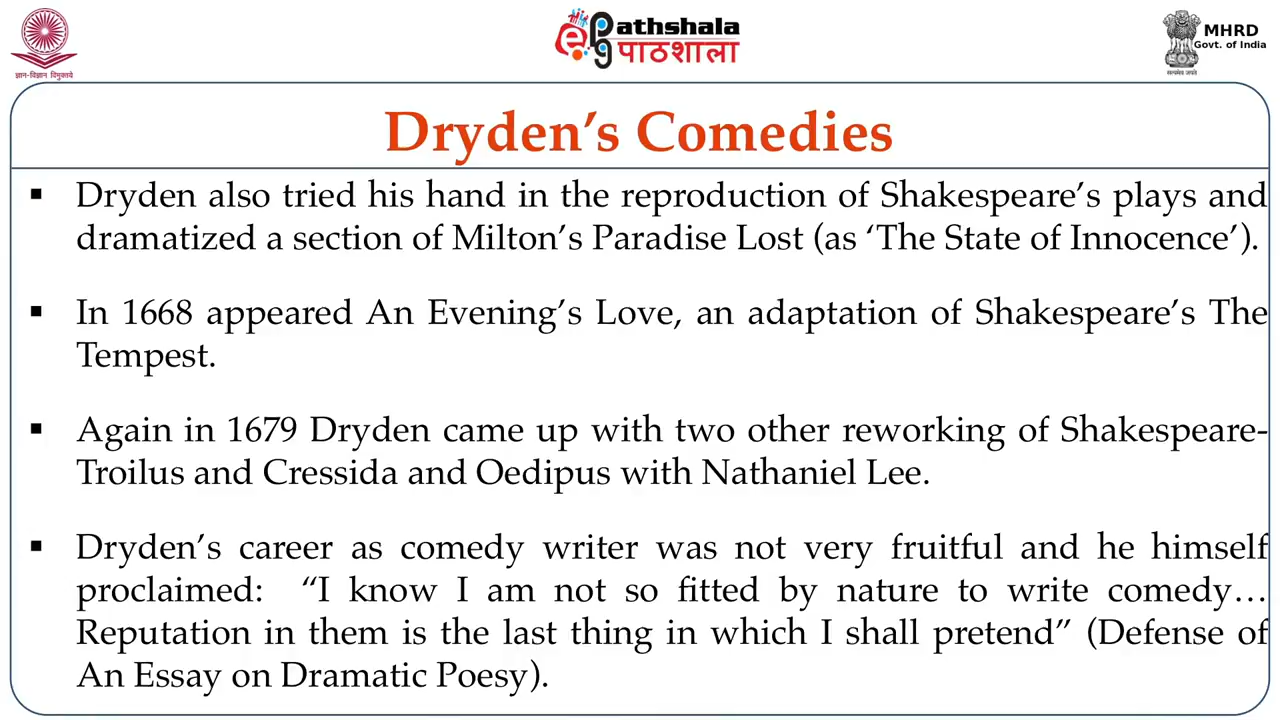 ज्ञान-विज्ञान विमुक्तये
ePG Pathshala
पाठशाला
MHRD
Govt. of India
सत्यमेव जयते
Dryden’s Comedies
▪ Dryden also tried his hand in the reproduction of Shakespeare’s plays and
dramatized a section of Milton’s Paradise Lost (as ‘The State of Innocence’).
▪ In 1668 appeared An Evening’s Love, an adaptation of Shakespeare’s The
Tempest.
▪ Again in 1679 Dryden came up with two other reworking of Shakespeare-
Troilus and Cressida and Oedipus with Nathaniel Lee.
▪ Dryden’s career as comedy writer was not very fruitful and he himself
proclaimed: “I know I am not so fitted by nature to write comedy…
Reputation in them is the last thing in which I shall pretend” (Defense of
An Essay on Dramatic Poesy).